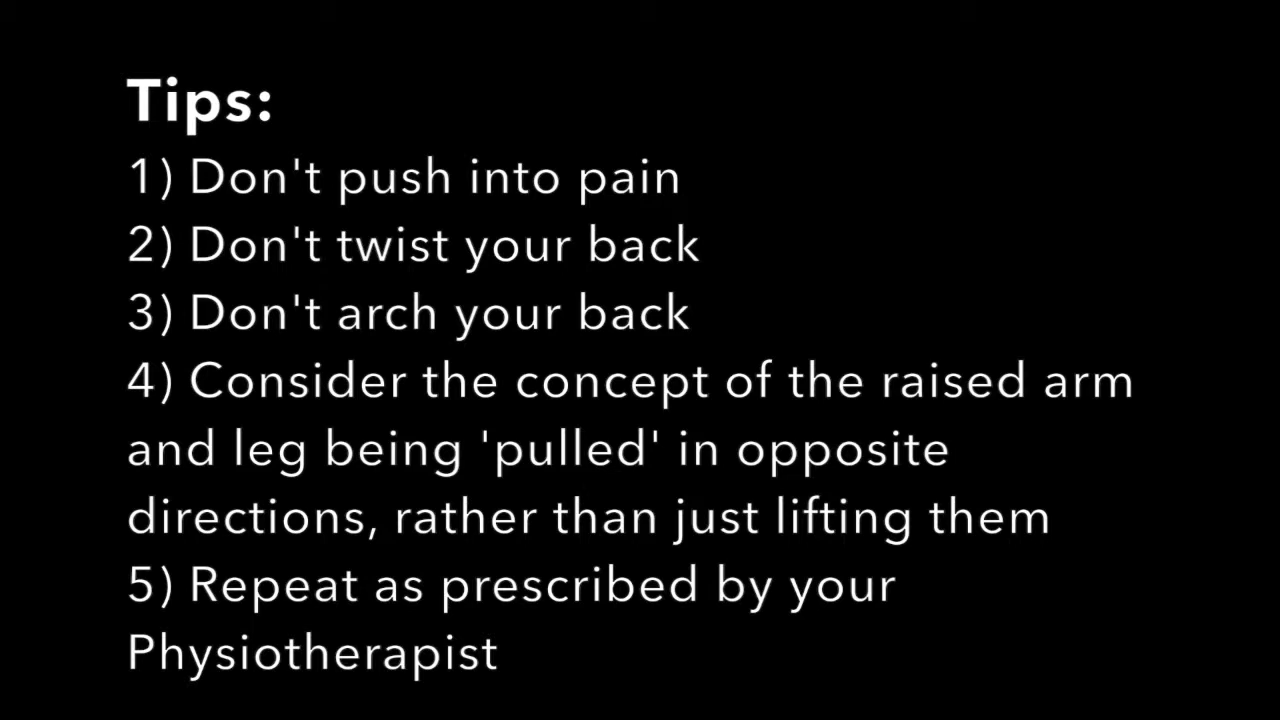 Tips:
1) Don't push into pain
2) Don't twist your back
3) Don't arch your back
4) Consider the concept of the raised arm
and leg being 'pulled' in opposite
directions, rather than just lifting them
5) Repeat as prescribed by your
Physiotherapist